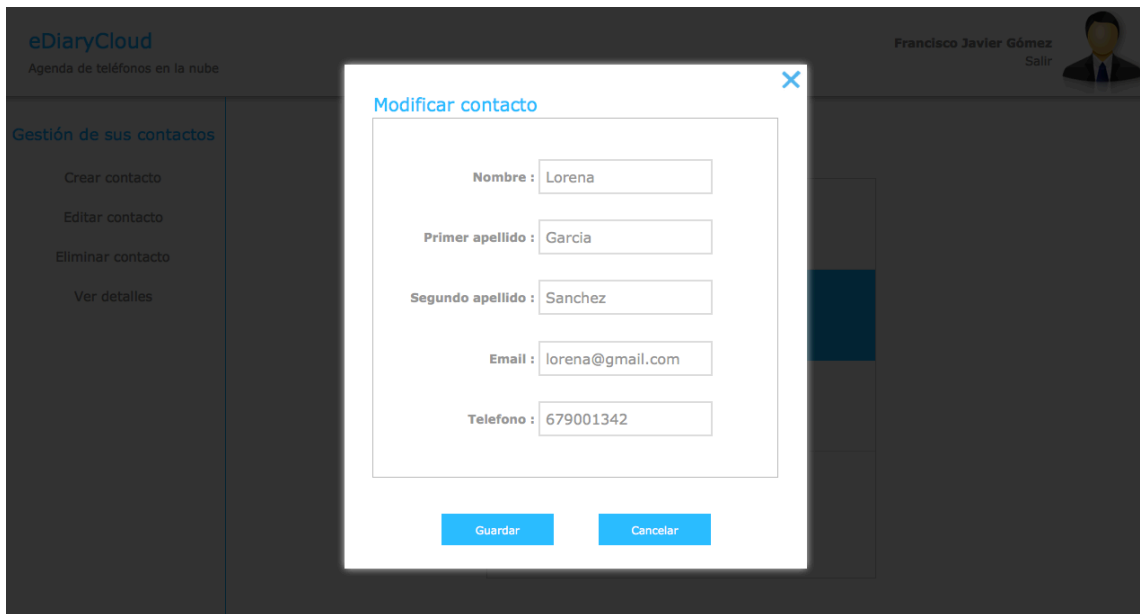 eDiaryCloud
Agenda de teléfonos en la nube
Francisco Javier Gómez
Salir
Gestión de sus contactos
Crear contacto
Editar contacto
Eliminar contacto
Ver detalles
Modificar contacto
Nombre : Lorena
Primer apellido : Garcia
Segundo apellido : Sanchez
Email : lorena@gmail.com
Telefono : 679001342
Guardar Cancelar